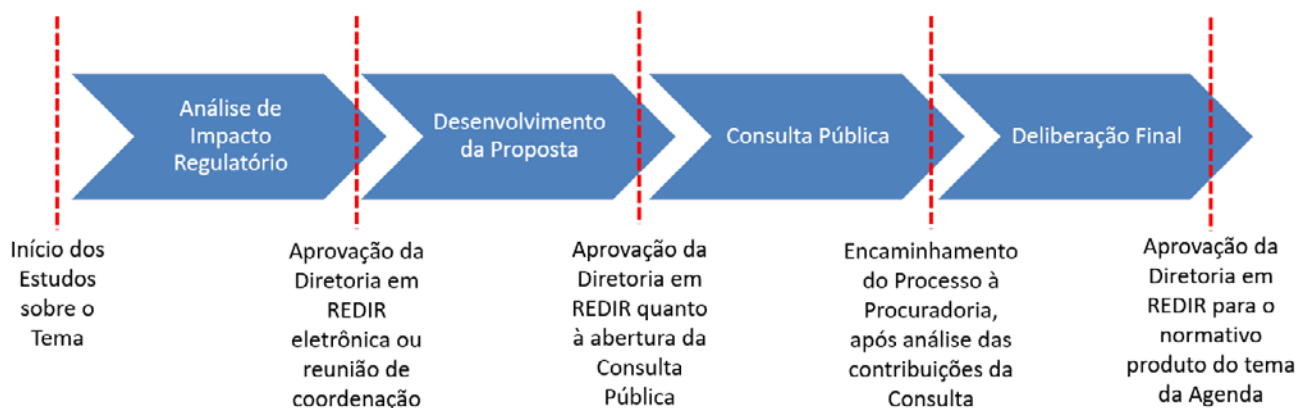 Análise de
Impacto
Regulatório
Desenvolvimento
da Proposta
Consulta Pública
Deliberação Final
Início dos
Estudos
sobre o
Tema
Aprovação da
Diretoria em
REDIR
eletrônica ou
reunião de
coordenação
Aprovação da
Diretoria em
REDIR quanto
à abertura da
Consulta
Pública
Encaminhamento
do Processo à
Procuradoria,
após análise das
contribuições da
Consulta
Aprovação da
Diretoria em
REDIR para o
normativo
produto do tema
da Agenda